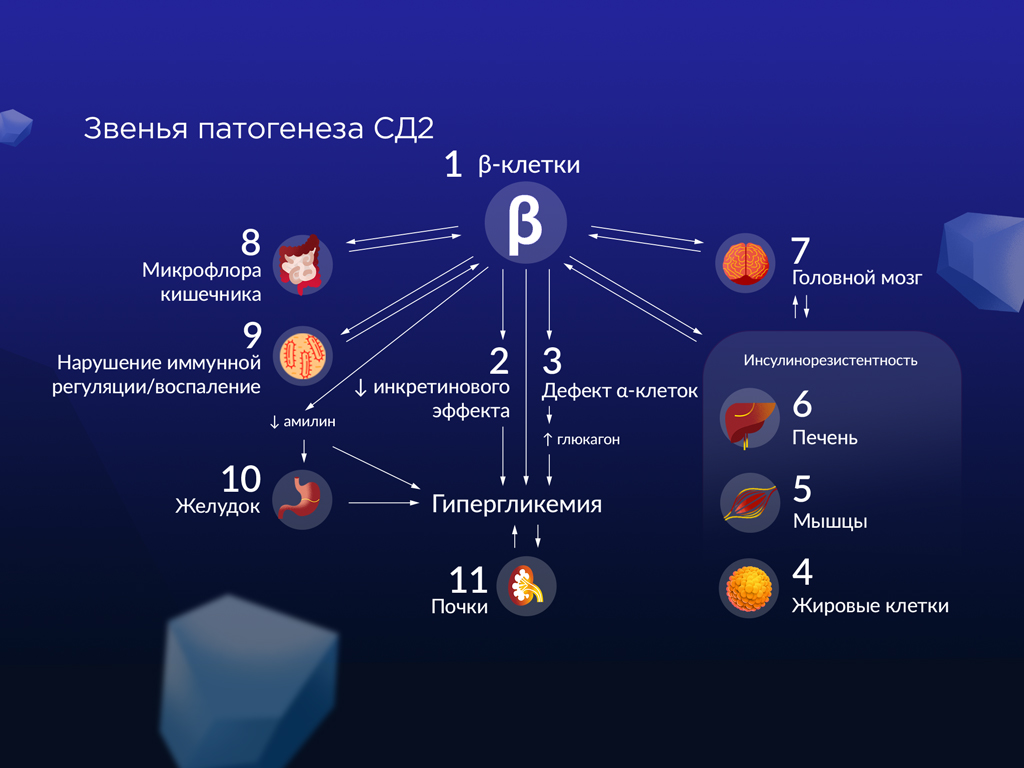 Звенья патогенеза СД2
1 β-клетки
β
8
Микрофлора
кишечника
7
Головной мозг
9
Нарушение иммунной
регуляции/воспаление
2
↓ инкретинового
эффекта
3
Дефект α-клеток
↑ глюкагон
Инсулинорезистентность
6
Печень
5
Мышцы
4
Жировые клетки
↓ амилин
10
Желудок
Гипергликемия
11
Почки